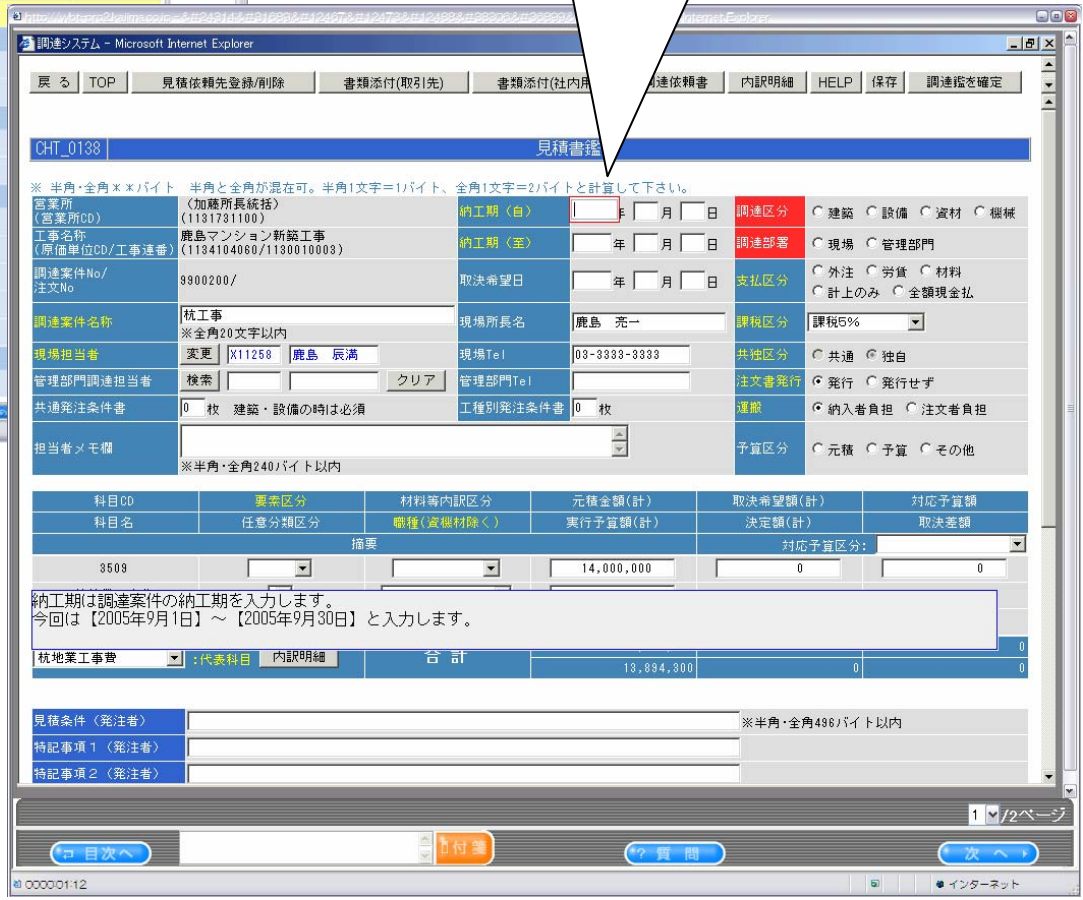 調達システム - Microsoft Internet Explorer
戻る TOP 見積依頼先登録/削除 書類添付(取引先) 書類添付(社内用 達依頼書 内訳明細 HELP 保存 調達鑑を確定
CHT_0138 見積書鑑
※ 半角・全角**バイト 半角と全角が混在可。半角1文字=1バイト、全角1文字=2バイトと計算して下さい。
営業所 (加藤所長統括) 納工期(自) 年 月 日 調達区分 建築 設備 資材 機械
(営業所CD) (1131731100)
工事名称 鹿島マンション新築工事 納工期(至) 年 月 日 調達部署 現場 管理部門
(原価単位CD/工事連番) (1134104060/1130010003)
調達案件No/ 9900200/ 取決希望日 年 月 日 支払区分 外注 労賃 材料
注文No 計上のみ 全額現金払
調達案件名称 杭工事 現場所長名 鹿島 亮一 課税区分 課税5%
※全角20文字以内
現場担当者 変更 X11258 鹿島 辰満 現場Tel 03-3333-3333 共独区分 共通 独自
管理部門調達担当者 検索 クリア 管理部門Tel 注文書発行 発行 発行せず
共通発注条件書 0 枚 建築・設備の時は必須 工種別発注条件書 0 枚 運搬 納入者負担 注文者負担
担当者メモ欄 予算区分 元積 予算 その他
※半角・全角240バイト以内
科目CD 要素区分 材料等内訳区分 元積金額(計) 取決希望額(計) 対応予算額
科目名 任意分類区分 職種(資機材除く) 実行予算額(計) 決定額(計) 取決差額
摘要 対応予算区分:
3509 14,000,000 0 0
納工期は調達案件の納工期を入力します。
今回は【2005年9月1日】～【2005年9月30日】と入力します。
杭地業工事費 :代表科目 内訳明細 合計 0
13,894,300 0 0
見積条件(発注者) ※半角・全角496バイト以内
特記事項1(発注者)
特記事項2(発注者)
1 /2ページ
目次へ 付箋 ? 質問 次へ
00:00:01:12 インターネット